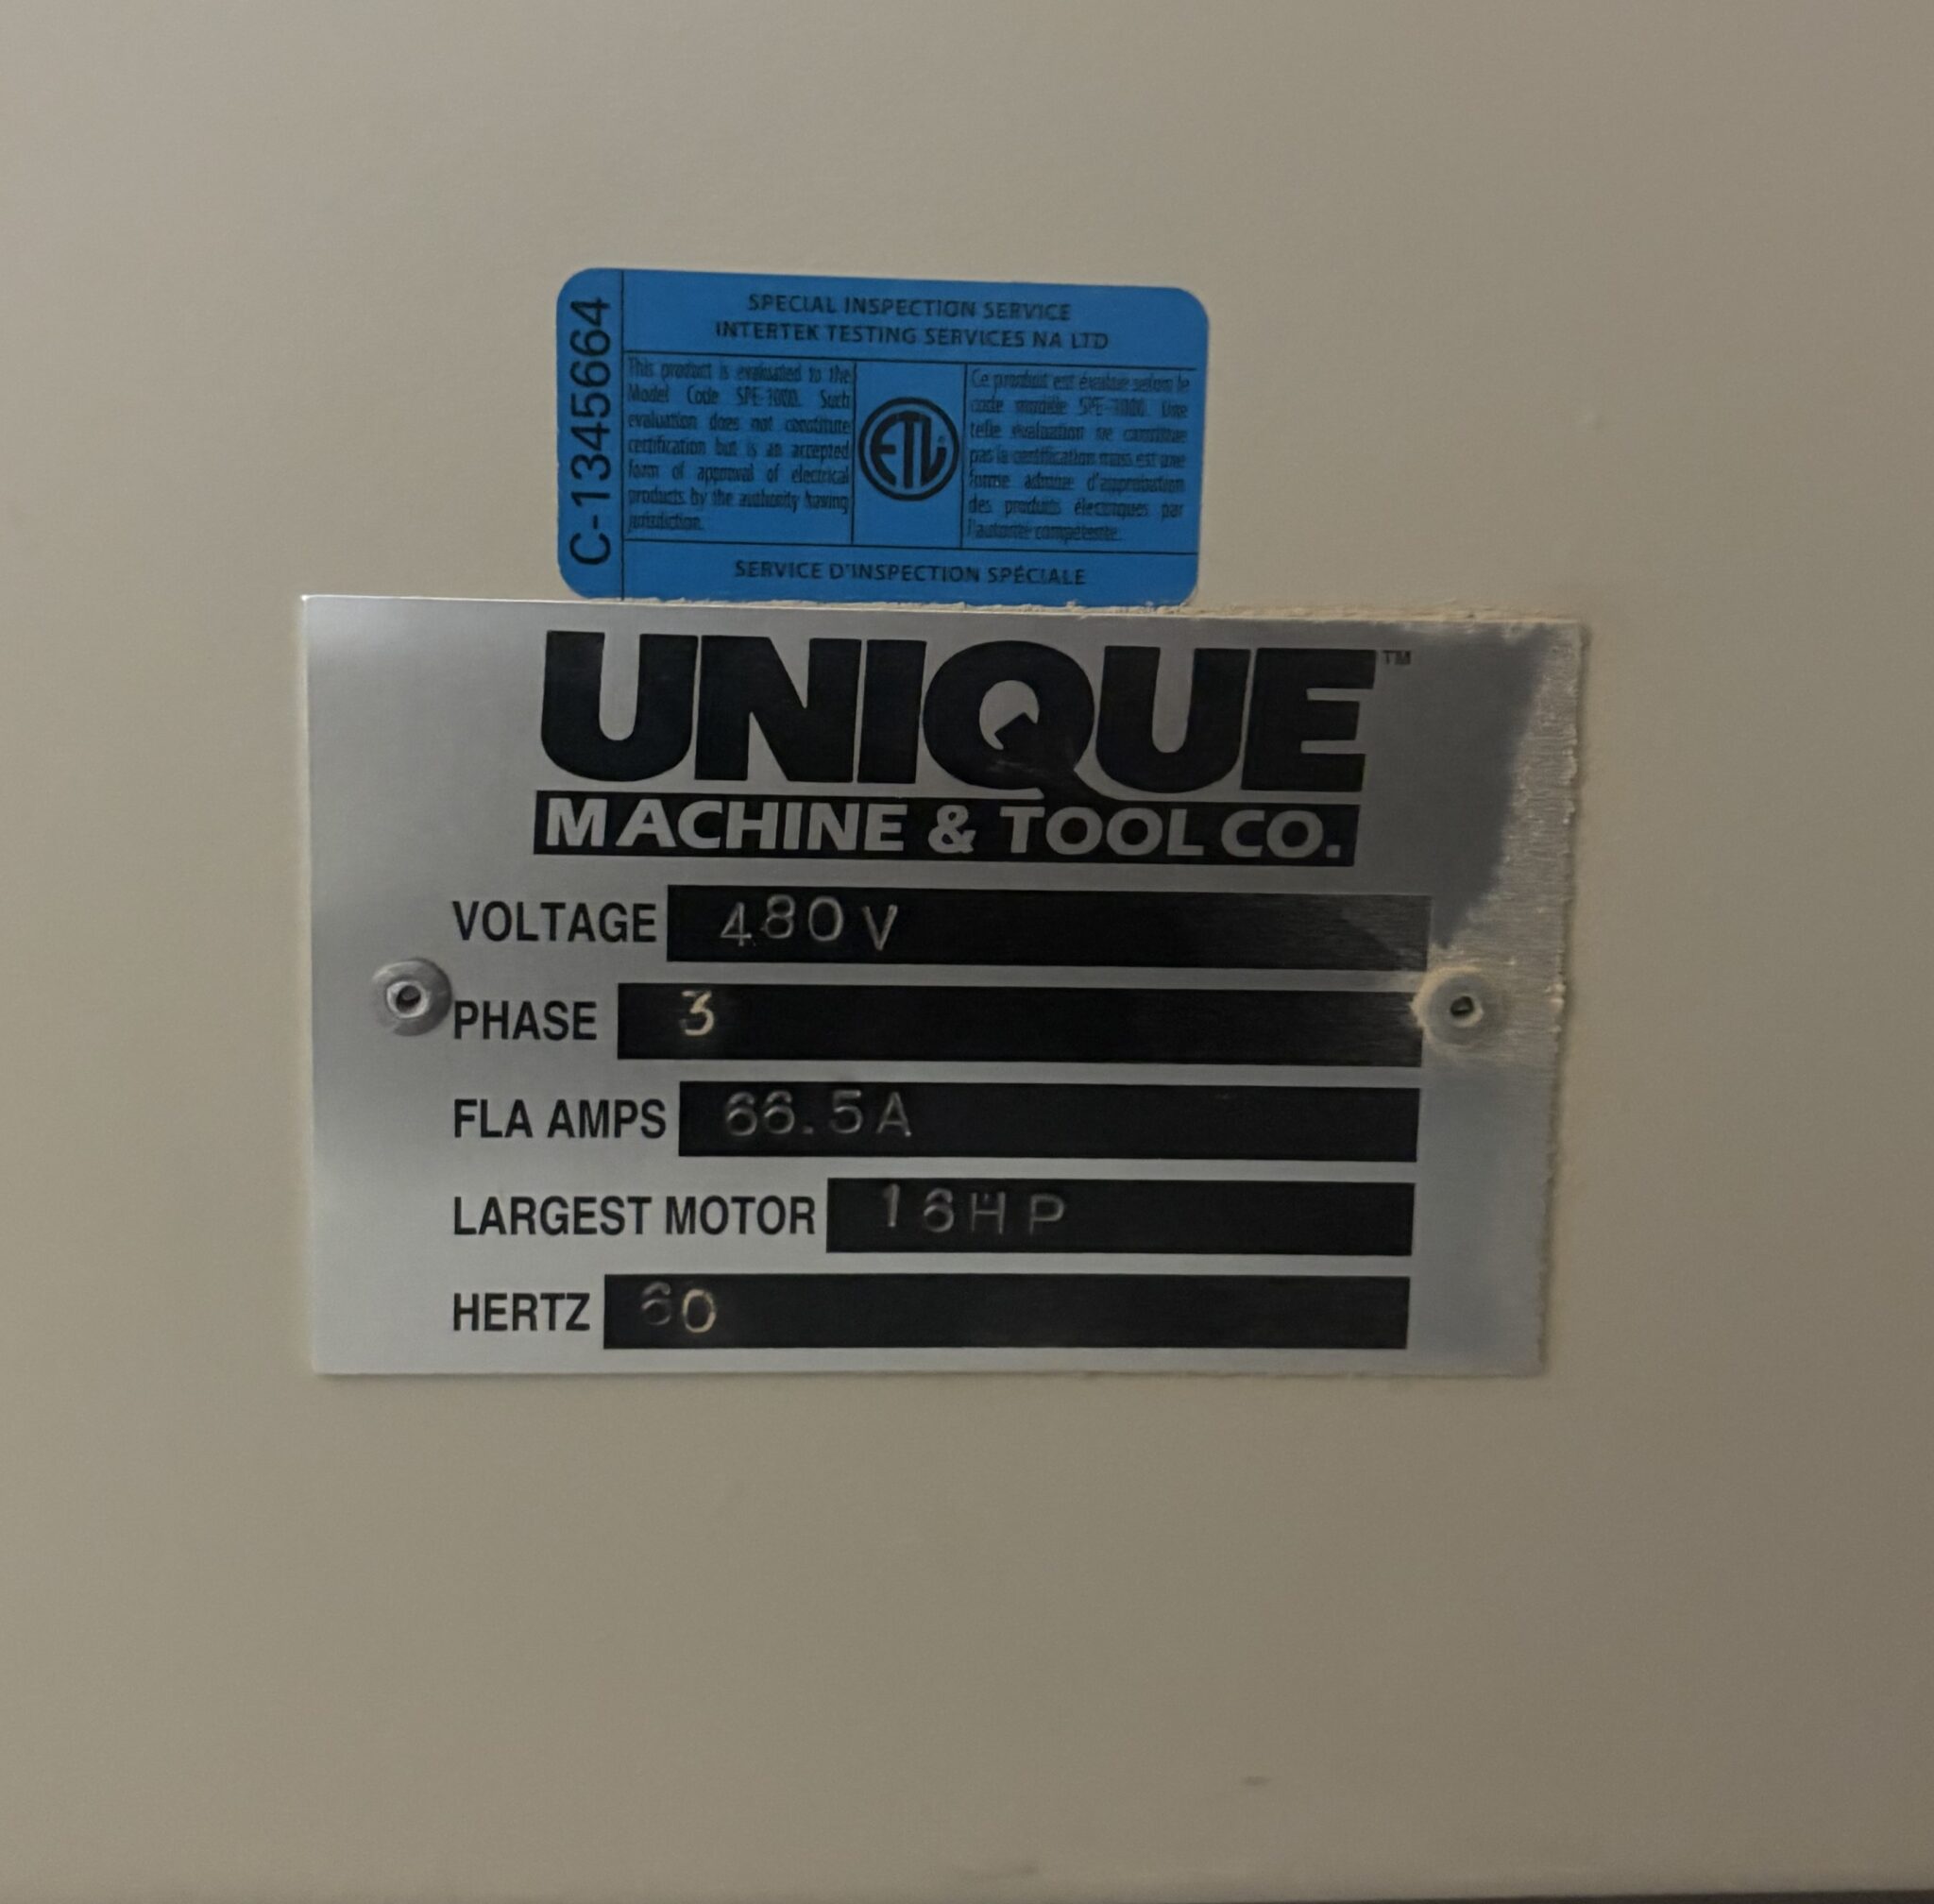 C-1345664
SPECIAL INSPECTION SERVICE
INTERTEK TESTING SERVICES NA LTD
This product is evaluated to the
Model Code SPE-1000. Such
evaluation does not constitute
certification but is an accepted
form of approval of electrical
products by the authority having
jurisdiction.
ETL
Ce produit est évalué selon le
code modèle SPE-1000. Une
telle évaluation ne constitue
pas la certification mais est une
forme admise d'approbation
des produits électriques par
l'autorité compétente.
SERVICE D'INSPECTION SPÉCIALE
UNIQUE™
MACHINE & TOOL CO.
VOLTAGE 480V
PHASE 3
FLA AMPS 66.5A
LARGEST MOTOR 16HP
HERTZ 60